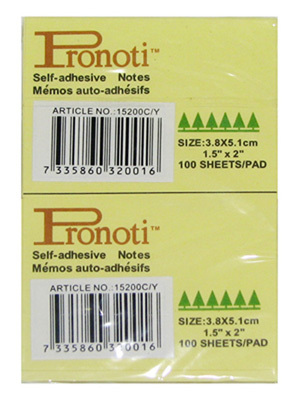 Pronoti™
Self-adhesive Notes
Mémos auto-adhésifs
ARTICLE NO.:15200C/Y
7 335860 320016
SIZE:3.8X5.1cm
1.5" x 2"
100 SHEETS/PAD
Pronoti™
Self-adhesive Notes
Mémos auto-adhésifs
ARTICLE NO.:15200C/Y
7 335860 320016
SIZE:3.8X5.1cm
1.5" x 2"
100 SHEETS/PAD